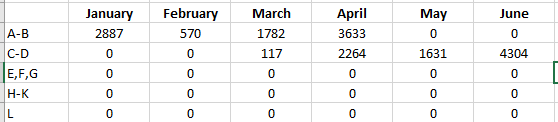 January February March April May June
A-B 2887 570 1782 3633 0 0
C-D 0 0 117 2264 1631 4304
E,F,G 0 0 0 0 0 0
H-K 0 0 0 0 0 0
L 0 0 0 0 0 0